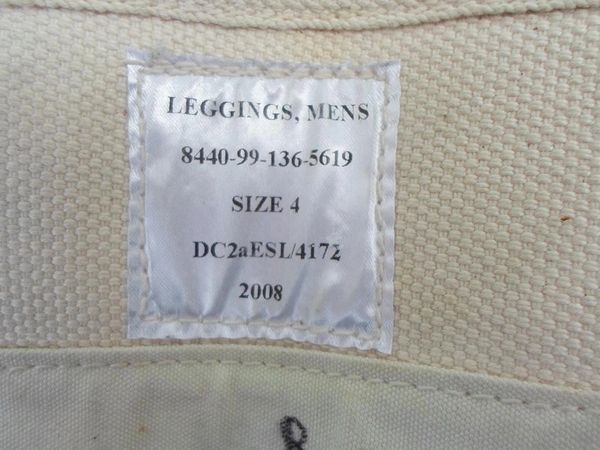 LEGGINGS, MENS
8440-99-136-5619
SIZE 4
DC2aESL/4172
2008